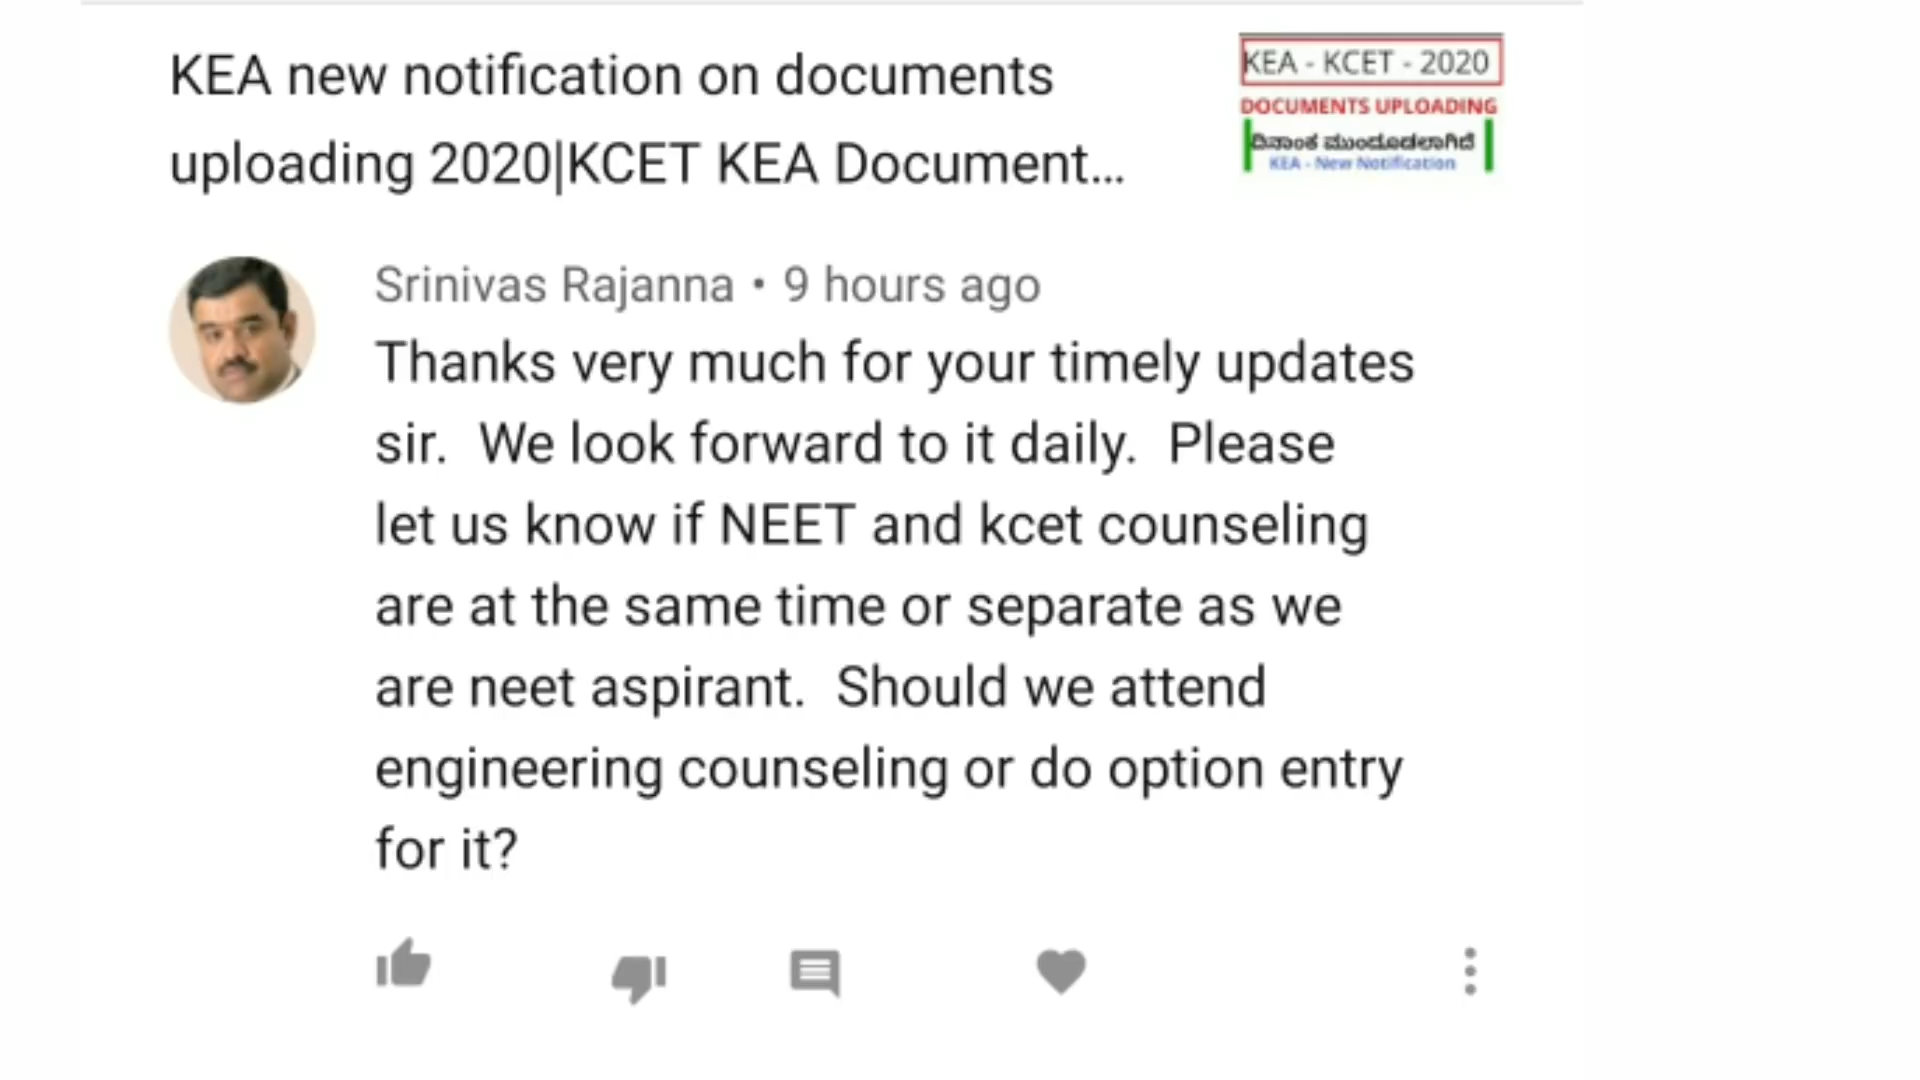 KEA new notification on documents
uploading 2020|KCET KEA Document...
KEA - KCET - 2020
DOCUMENTS UPLOADING
ದಿನಾಂಕ ಮುಂದೂಡಲಾಗಿದೆ
KEA - New Notification
Srinivas Rajanna • 9 hours ago
Thanks very much for your timely updates
sir. We look forward to it daily. Please
let us know if NEET and kcet counseling
are at the same time or separate as we
are neet aspirant. Should we attend
engineering counseling or do option entry
for it?